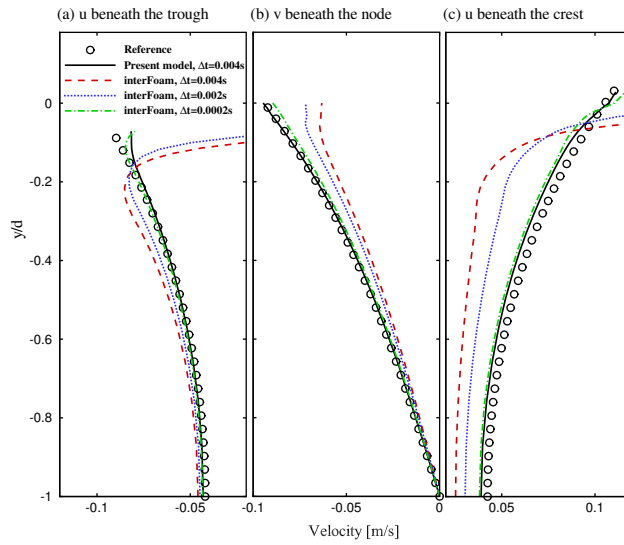 (a) u beneath the trough
(b) v beneath the node
(c) u beneath the crest
Reference
Present model, Δt=0.004s
interFoam, Δt=0.004s
interFoam, Δt=0.002s
interFoam, Δt=0.0002s
0
-0.2
-0.4
-0.6
-0.8
-1
y/d
-0.1
-0.05
-0.1
-0.05
0
0.05
0.1
Velocity [m/s]